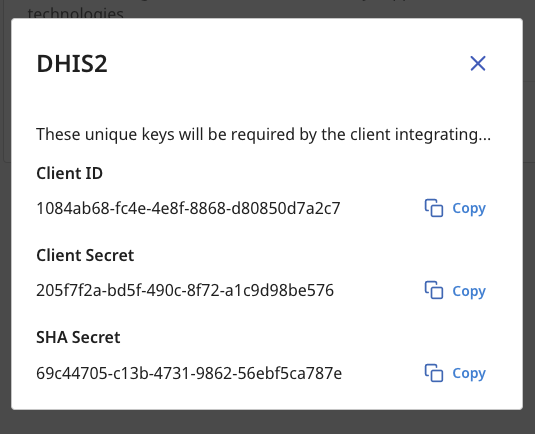 technologies.
DHIS2
These unique keys will be required by the client integrating...
Client ID
1084ab68-fc4e-4e8f-8868-d80850d7a2c7 Copy
Client Secret
205f7f2a-bd5f-490c-8f72-a1c9d98be576 Copy
SHA Secret
69c44705-c13b-4731-9862-56ebf5ca787e Copy